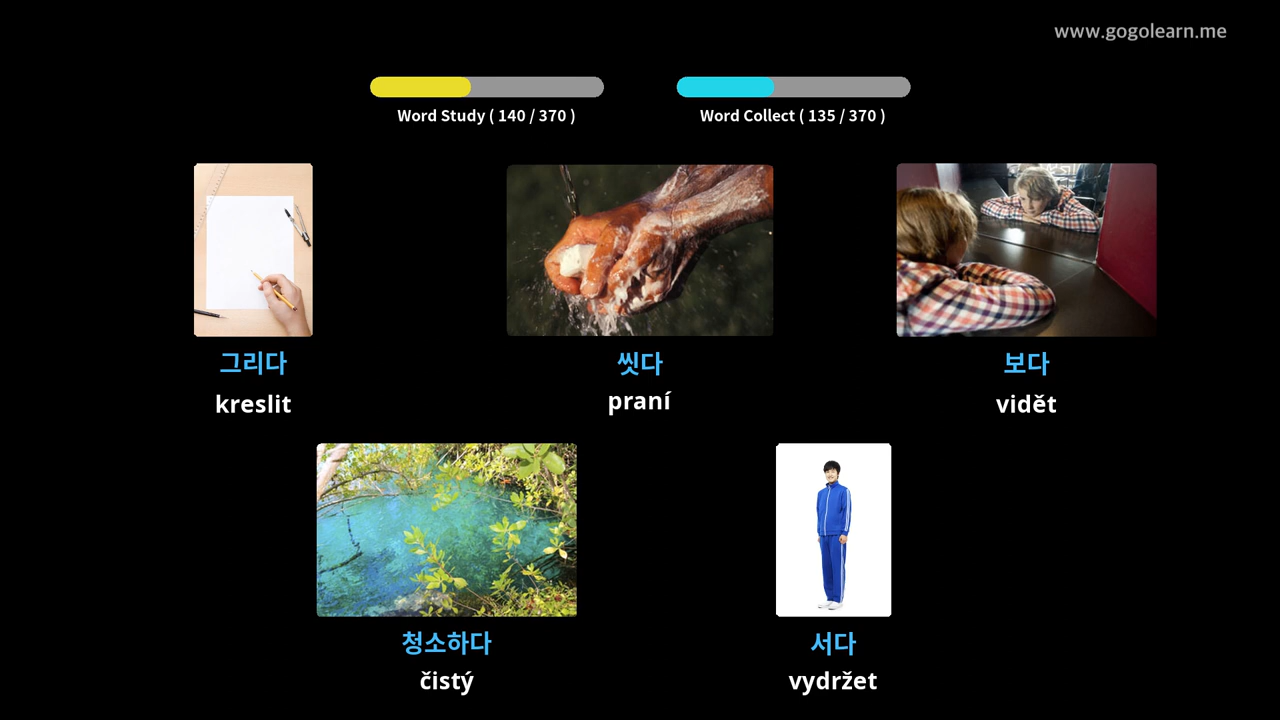 www.gogolearn.me
Word Study ( 140 / 370 )
Word Collect ( 135 / 370 )
그리다
kreslit
씻다
praní
보다
vidět
청소하다
čistý
서다
vydržet